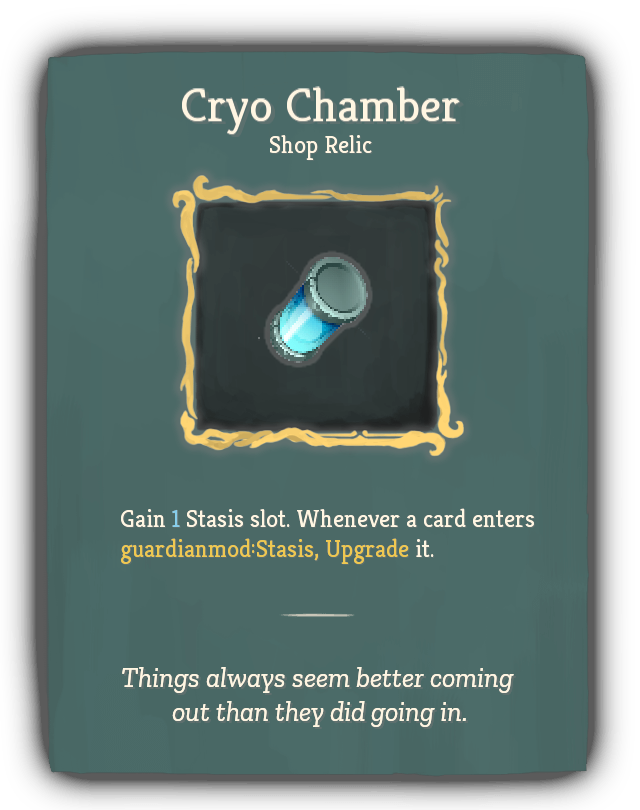 Cryo Chamber
Shop Relic
Gain 1 Stasis slot. Whenever a card enters
guardianmod:Stasis, Upgrade it.
Things always seem better coming
out than they did going in.